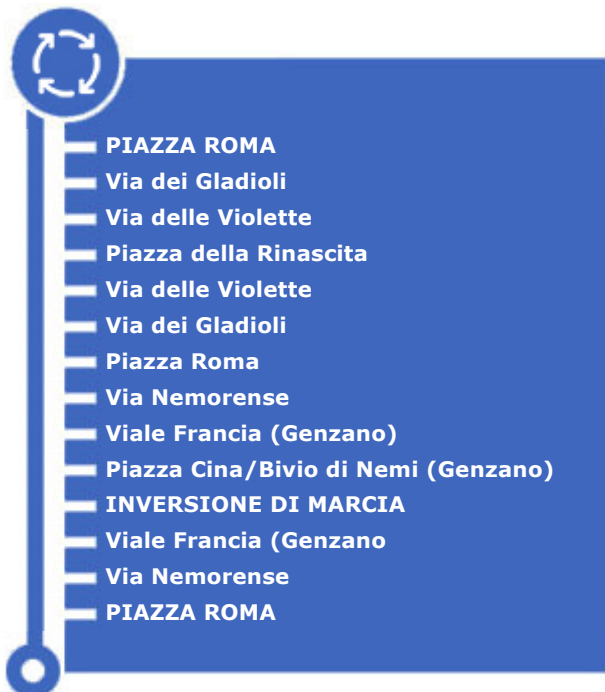 PIAZZA ROMA
Via dei Gladioli
Via delle Violette
Piazza della Rinascita
Via delle Violette
Via dei Gladioli
Piazza Roma
Via Nemorense
Viale Francia (Genzano)
Piazza Cina/Bivio di Nemi (Genzano)
INVERSIONE DI MARCIA
Viale Francia (Genzano
Via Nemorense
PIAZZA ROMA